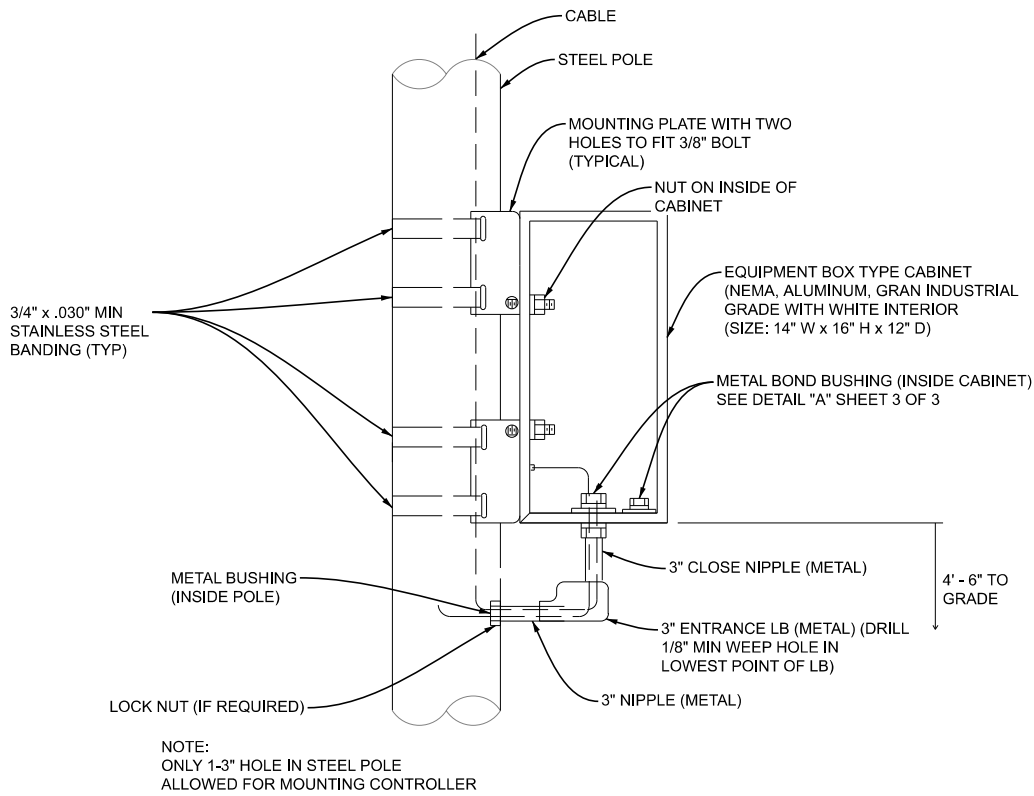 CABLE
STEEL POLE
MOUNTING PLATE WITH TWO
HOLES TO FIT 3/8" BOLT
(TYPICAL)
NUT ON INSIDE OF
CABINET
EQUIPMENT BOX TYPE CABINET
(NEMA, ALUMINUM, GRAN INDUSTRIAL
GRADE WITH WHITE INTERIOR
(SIZE: 14" W x 16" H x 12" D)
3/4" x .030" MIN
STAINLESS STEEL
BANDING (TYP)
METAL BOND BUSHING (INSIDE CABINET)
SEE DETAIL "A" SHEET 3 OF 3
3" CLOSE NIPPLE (METAL)
4' - 6" TO
GRADE
METAL BUSHING
(INSIDE POLE)
3" ENTRANCE LB (METAL) (DRILL
1/8" MIN WEEP HOLE IN
LOWEST POINT OF LB)
3" NIPPLE (METAL)
LOCK NUT (IF REQUIRED)
NOTE:
ONLY 1-3" HOLE IN STEEL POLE
ALLOWED FOR MOUNTING CONTROLLER